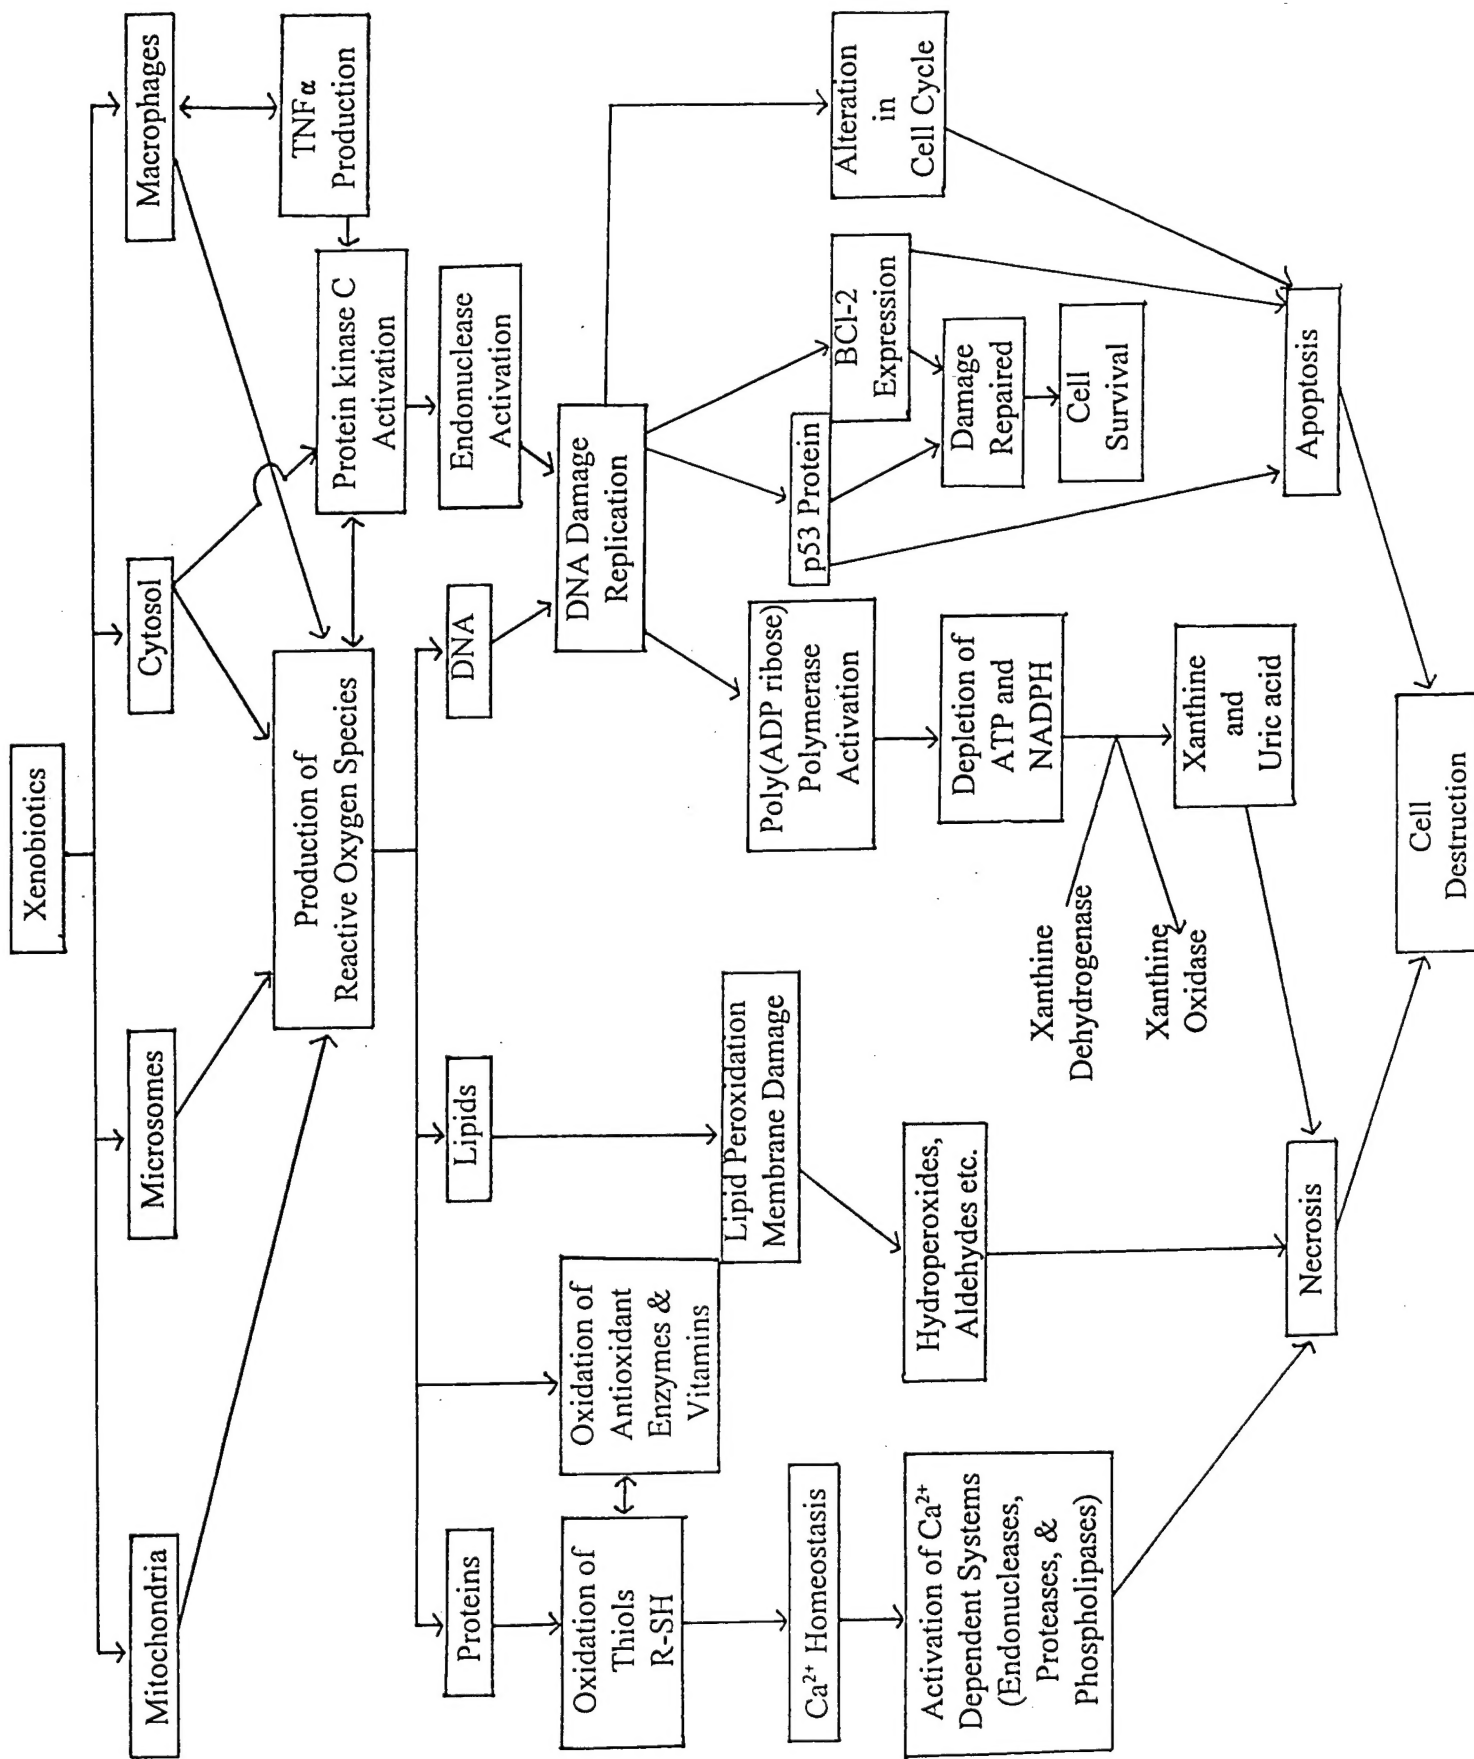 Xenobiotics
Mitochondria
Microsomes
Cytosol
Macrophages
Production of
Reactive Oxygen Species
TNFα
Production
Protein kinase C
Activation
Endonuclease
Activation
Proteins
Lipids
DNA
Oxidation of
Thiols
R-SH
Oxidation of
Antioxidant
Enzymes &
Vitamins
DNA Damage
Replication
Lipid Peroxidation
Membrane Damage
Poly(ADP ribose)
Polymerase
Activation
p53 Protein
BCl-2
Expression
Alteration
in
Cell Cycle
Ca²⁺ Homeostasis
Activation of Ca²⁺
Dependent Systems
(Endonucleases,
Proteases, &
Phospholipases)
Hydroperoxides,
Aldehydes etc.
Depletion of
ATP and
NADPH
Damage
Repaired
Cell
Survival
Xanthine
Dehydrogenase
Xanthine
Oxidase
Xanthine
and
Uric acid
Necrosis
Apoptosis
Cell
Destruction